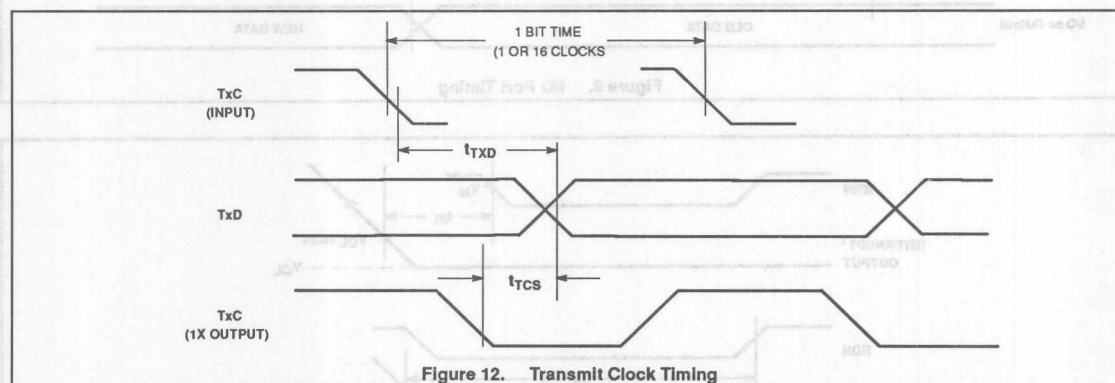 1 BIT TIME
(1 OR 16 CLOCKS
TxC
(INPUT)
tTXD
TxD
tTCS
TxC
(1X OUTPUT)
Figure 12. Transmit Clock Timing